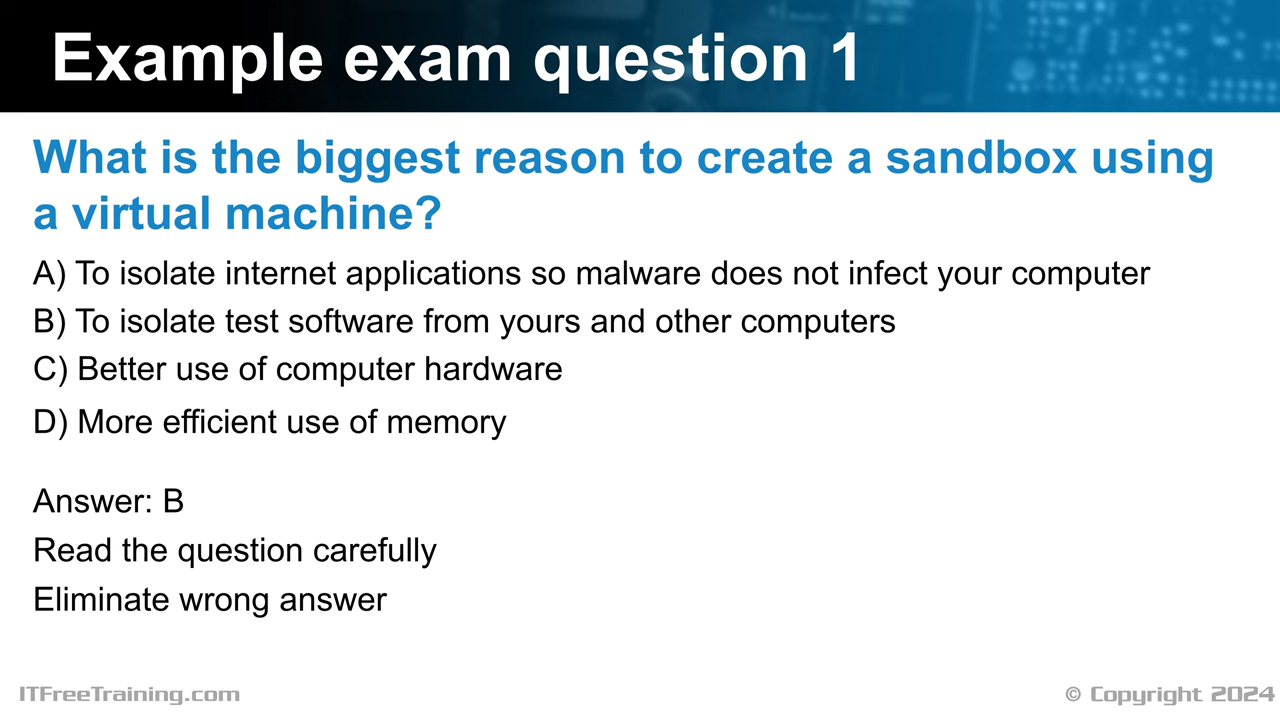 Example exam question 1
What is the biggest reason to create a sandbox using
a virtual machine?
A) To isolate internet applications so malware does not infect your computer
B) To isolate test software from yours and other computers
C) Better use of computer hardware
D) More efficient use of memory
Answer: B
Read the question carefully
Eliminate wrong answer
ITFreeTraining.com
© Copyright 2024